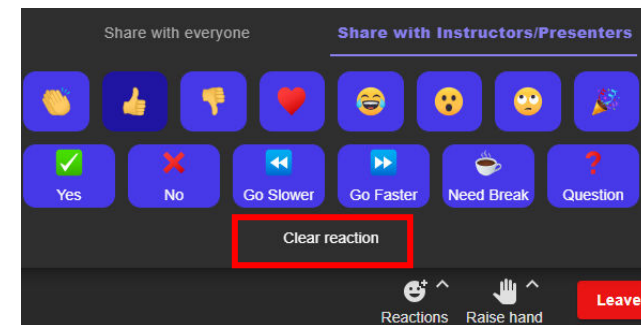 Share with everyone Share with Instructors/Presenters
Yes No Go Slower Go Faster Need Break Question
Clear reaction
Reactions Raise hand Leave